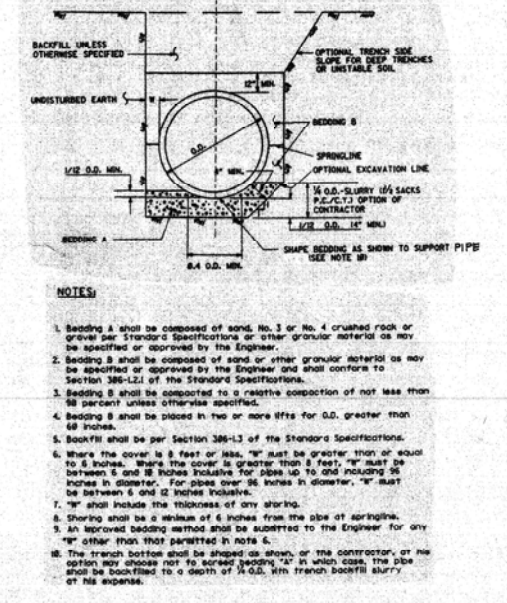 BACKFILL UNLESS
OTHERWISE SPECIFIED
OPTIONAL TRENCH SIDE
SLOPE FOR DEEP TRENCHES
OR UNSTABLE SOIL
12" MIN.
UNDISTURBED EARTH
W
BEDDING B
O.D.
SPRINGLINE
1/12 O.D. MIN.
MIN.
OPTIONAL EXCAVATION LINE
¼ O.D.-SLURRY
SACKS
P.C./C.Y.) OPTION OF
CONTRACTOR
1/12 O.D. (4" MIN.)
BEDDING A
SHAPE BEDDING AS SHOWN TO SUPPORT PIPE
(SEE NOTE 10)
0.4 O.D. MIN.
NOTES:
1. Bedding A shall be composed of sand, No. 3 or No. 4 crushed rock or
gravel per Standard Specifications or other granular material as may
be specified or approved by the Engineer.
2. Bedding B shall be composed of sand or other granular material as may
be specified or approved by the Engineer and shall conform to
Section 306-1.2.1 of the Standard Specifications.
3. Bedding B shall be compacted to a relative compaction of not less than
90 percent unless otherwise specified.
4. Bedding B shall be placed in two or more lifts for O.D. greater than
60 inches.
5. Backfill shall be per Section 306-1.3 of the Standard Specifications.
6. Where the cover is 8 feet or less, "W" must be greater than or equal
to 6 inches. Where the cover is greater than 8 feet, "W" must be
between 6 and 10 inches inclusive for pipes up to and including 96
inches in diameter. For pipes over 96 inches in diameter, "W" must
be between 6 and 12 inches inclusive.
7. "W" shall include the thickness of any shoring.
8. Shoring shall be a minimum of 6 inches from the pipe at springline.
9. An improved bedding method shall be submitted to the Engineer for any
"W" other than that permitted in note 6.
10. The trench bottom shall be shaped as shown, or the contractor, at his
option may choose not to screed bedding "A" in which case, the pipe
shall be backfilled to a depth of ¼ O.D. with trench backfill slurry
at his expense.